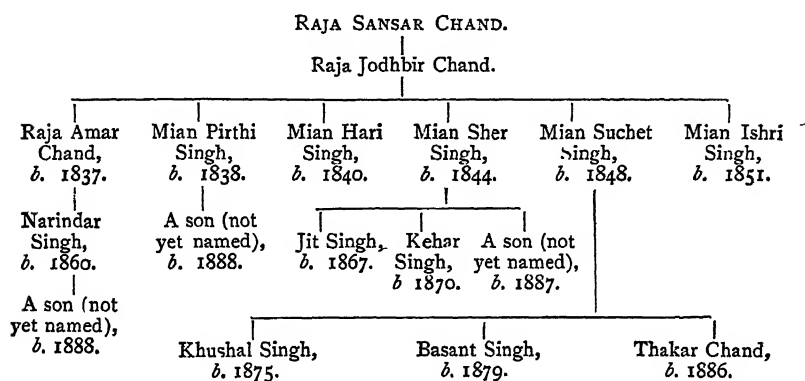 RAJA SANSAR CHAND.
Raja Jodhbir Chand.
Raja Amar
Chand,
b. 1837.
Mian Pirthi
Singh,
b. 1838.
Mian Hari
Singh,
b. 1840.
Mian Sher
Singh,
b. 1844.
Mian Suchet
Singh,
b. 1848.
Mian Ishri
Singh,
b. 1851.
Narindar
Singh,
b. 1860.
A son (not
yet named),
b. 1888.
Jit Singh,
b. 1867.
Kehar
Singh,
b 1870.
A son (not
yet named),
b. 1887.
A son (not
yet named),
b. 1888.
Khushal Singh,
b. 1875.
Basant Singh,
b. 1879.
Thakar Chand,
b. 1886.